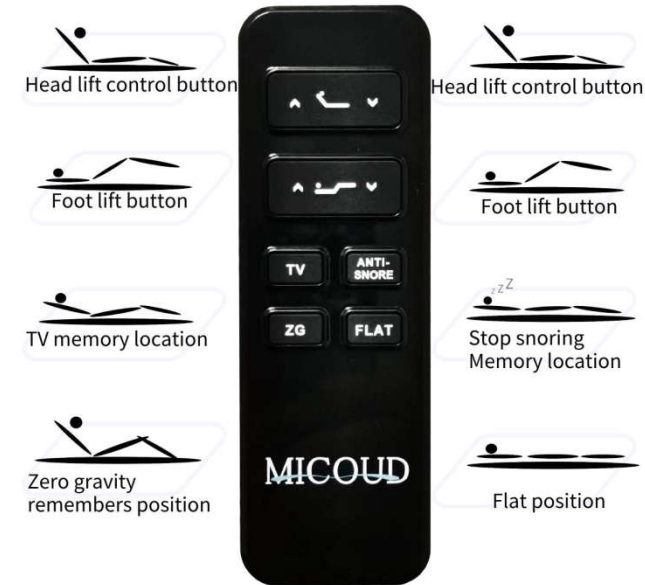 Head lift control button
Head lift control button
Foot lift button
Foot lift button
TV
ANTI-
SNORE
ZG
FLAT
TV memory location
zZZ
Stop snoring
Memory location
MICOUD
Zero gravity
remembers position
Flat position